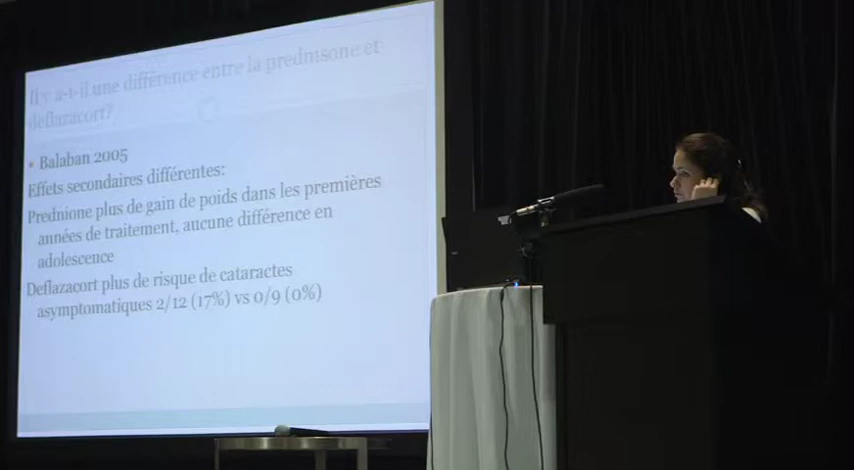 Il y a-t-il une différence entre la prednisone et
deflazacort?
• Balaban 2005
Effets secondaires différentes:
Prednione plus de gain de poids dans les premières
années de traitement, aucune différence en
adolescence
Deflazacort plus de risque de cataractes
asymptomatiques 2/12 (17%) vs 0/9 (0%)